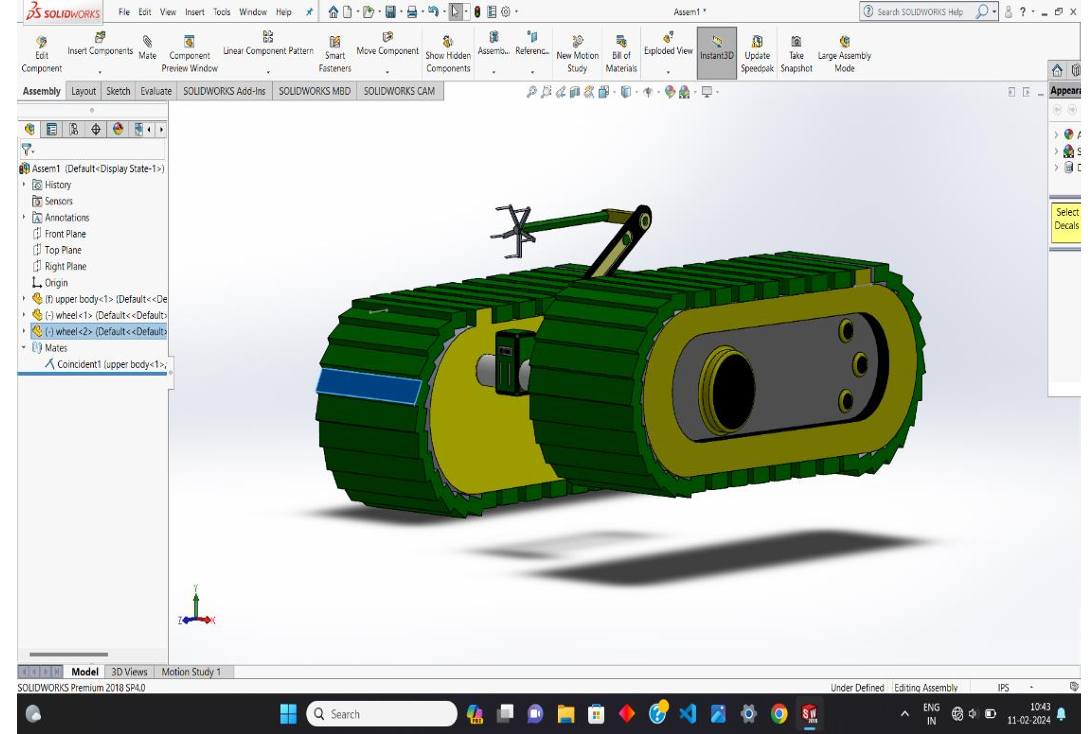 SOLIDWORKS File Edit View Insert Tools Window Help Assem1 * Search SOLIDWORKS Help
Edit Component
Insert Components
Mate
Component Preview Window
Linear Component Pattern
Smart Fasteners
Move Component
Show Hidden Components
Assemb...
Referenc...
New Motion Study
Bill of Materials
Exploded View
Instant3D
Update Speedpak
Take Snapshot
Large Assembly Mode
Assembly Layout Sketch Evaluate SOLIDWORKS Add-Ins SOLIDWORKS MBD SOLIDWORKS CAM
Appeara
Assem1 (Default<Display State-1>)
History
Sensors
Annotations
Front Plane
Top Plane
Right Plane
Origin
(f) upper body<1> (Default<<De
(-) wheel<1> (Default<<Default>
(-) wheel<2> (Default<<Default>
Mates
Coincident1 (upper body<1>,
Select
Decals
Y
Z X
Model 3D Views Motion Study 1
SOLIDWORKS Premium 2018 SP4.0 Under Defined Editing Assembly IPS
Search
ENG
IN
10:43
11-02-2024